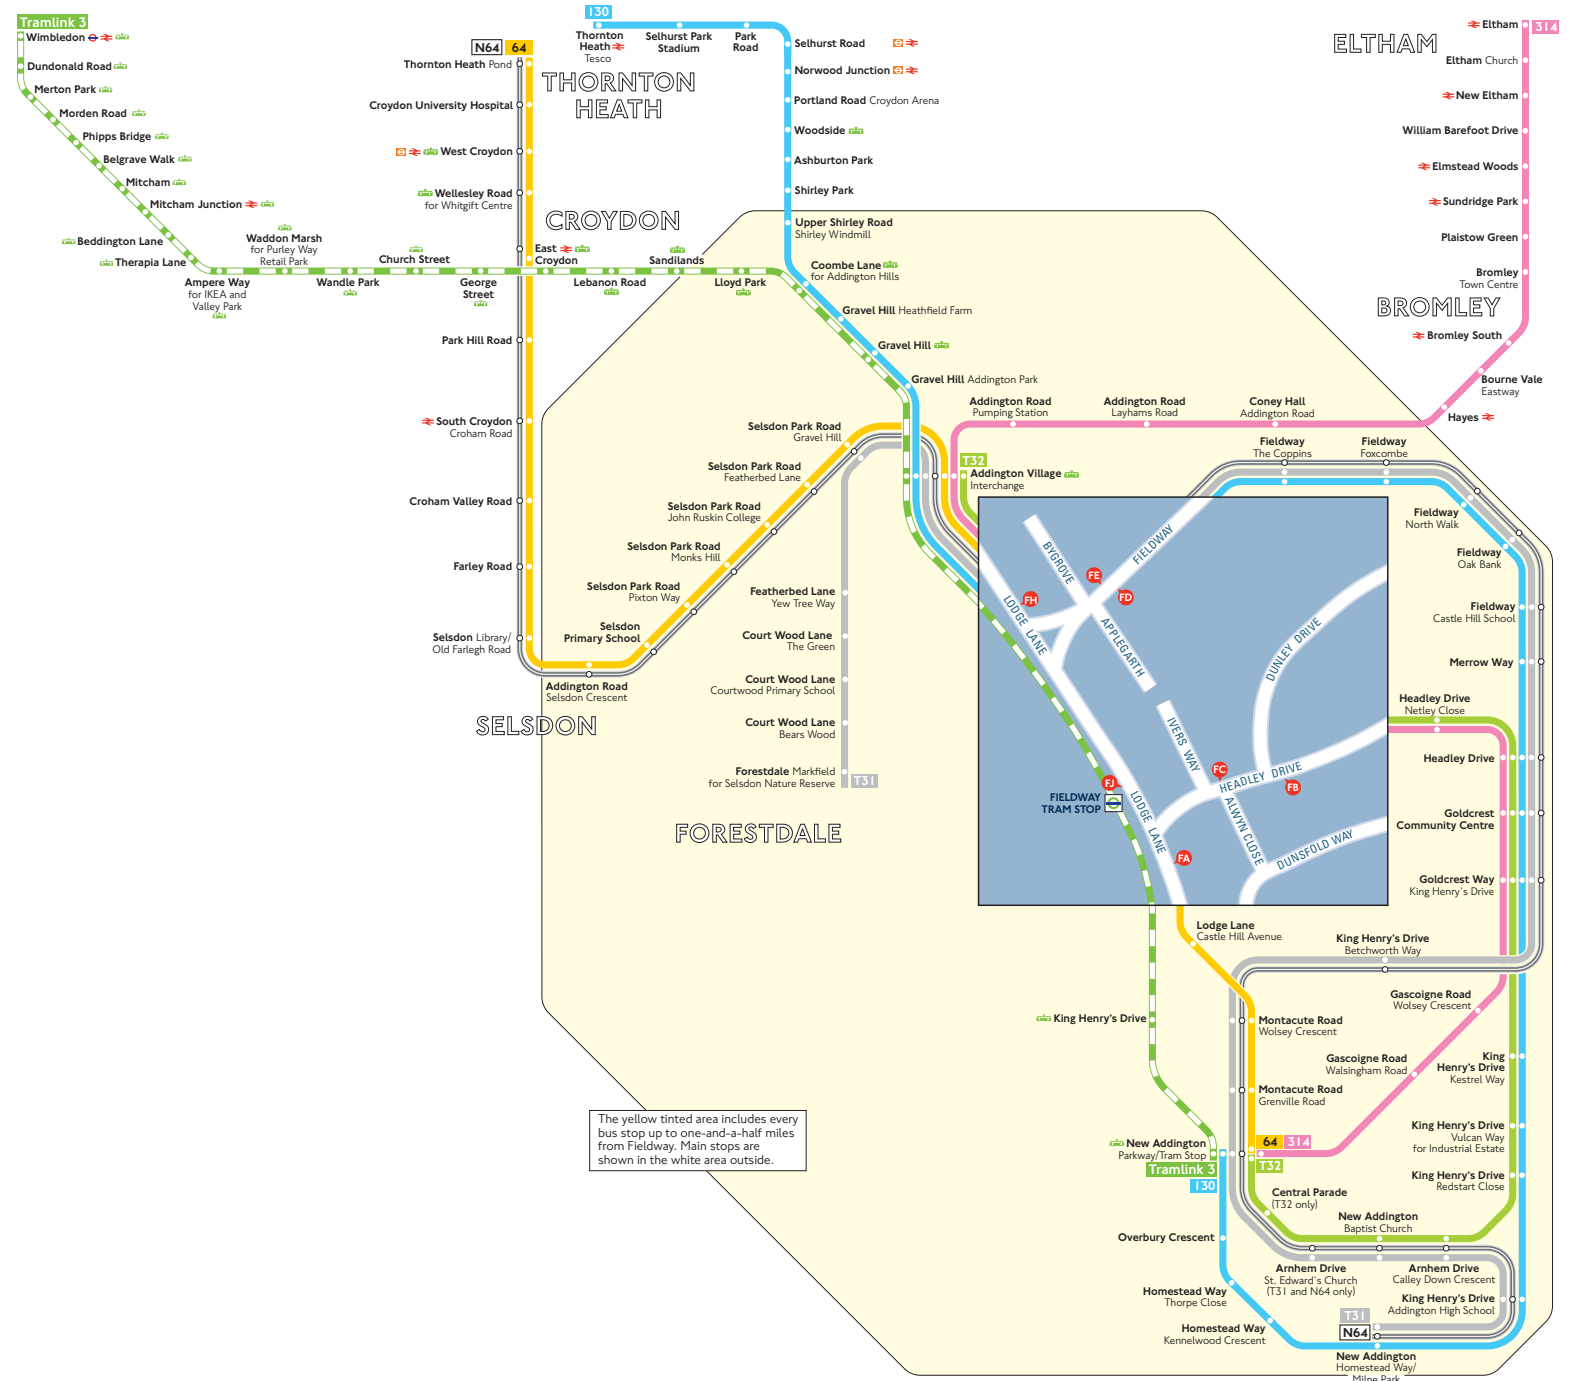 Tramlink 3
Wimbledon
Dundonald Road
Merton Park
Morden Road
Phipps Bridge
Belgrave Walk
Mitcham
Mitcham Junction
Beddington Lane
Therapia Lane
Ampere Way
for IKEA and
Valley Park
Waddon Marsh
for Purley Way
Retail Park
Wandle Park
Church Street
George
Street
East
Croydon
Lebanon Road
Sandilands
Lloyd Park
N64
64
Thornton Heath Pond
Croydon University Hospital
West Croydon
Wellesley Road
for Whitgift Centre
Park Hill Road
South Croydon
Croham Road
Croham Valley Road
Farley Road
Selsdon Library/
Old Farlegh Road
Addington Road
Selsdon Crescent
THORNTON
HEATH
CROYDON
SELSDON
FORESTDALE
ELTHAM
BROMLEY
130
Thornton
Heath
Tesco
Selhurst Park
Stadium
Park
Road
Selhurst Road
Norwood Junction
Portland Road Croydon Arena
Woodside
Ashburton Park
Shirley Park
Upper Shirley Road
Shirley Windmill
Coombe Lane
for Addington Hills
Gravel Hill Heathfield Farm
Gravel Hill
Gravel Hill Addington Park
314
Eltham
Eltham Church
New Eltham
William Barefoot Drive
Elmstead Woods
Sundridge Park
Plaistow Green
Bromley
Town Centre
Bromley South
Bourne Vale
Eastway
Hayes
Coney Hall
Addington Road
Addington Road
Layhams Road
Addington Road
Pumping Station
T32
Addington Village
Interchange
Selsdon Park Road
Gravel Hill
Selsdon Park Road
Featherbed Lane
Selsdon Park Road
John Ruskin College
Selsdon Park Road
Monks Hill
Selsdon Park Road
Pixton Way
Selsdon
Primary School
Featherbed Lane
Yew Tree Way
Court Wood Lane
The Green
Court Wood Lane
Courtwood Primary School
Court Wood Lane
Bears Wood
Forestdale Markfield
for Selsdon Nature Reserve
T31
Fieldway
The Coppins
Fieldway
Foxcombe
Fieldway
North Walk
Fieldway
Oak Bank
Fieldway
Castle Hill School
Merrow Way
Headley Drive
Netley Close
Headley Drive
Goldcrest
Community Centre
Goldcrest Way
King Henry's Drive
BYGROVE
FIELDWAY
LODGE LANE
APPLEGARTH
DUNLEY DRIVE
IVERS WAY
HEADLEY DRIVE
ALWYN CLOSE
DUNSFOLD WAY
LODGE LANE
FH
FE
FD
FC
FB
FJ
FA
FIELDWAY
TRAM STOP
Lodge Lane
Castle Hill Avenue
King Henry's Drive
Betchworth Way
King Henry's Drive
Montacute Road
Wolsey Crescent
Montacute Road
Grenville Road
Gascoigne Road
Wolsey Crescent
Gascoigne Road
Walsingham Road
King
Henry's Drive
Kestrel Way
King Henry's Drive
Vulcan Way
for Industrial Estate
King Henry's Drive
Redstart Close
New Addington
Parkway/Tram Stop
Tramlink 3
130
64
314
T32
Central Parade
(T32 only)
New Addington
Baptist Church
Overbury Crescent
Arnhem Drive
St. Edward's Church
(T31 and N64 only)
Arnhem Drive
Calley Down Crescent
King Henry's Drive
Addington High School
Homestead Way
Thorpe Close
Homestead Way
Kennelwood Crescent
T31
N64
New Addington
Homestead Way/
Milne Park
The yellow tinted area includes every
bus stop up to one-and-a-half miles
from Fieldway. Main stops are
shown in the white area outside.